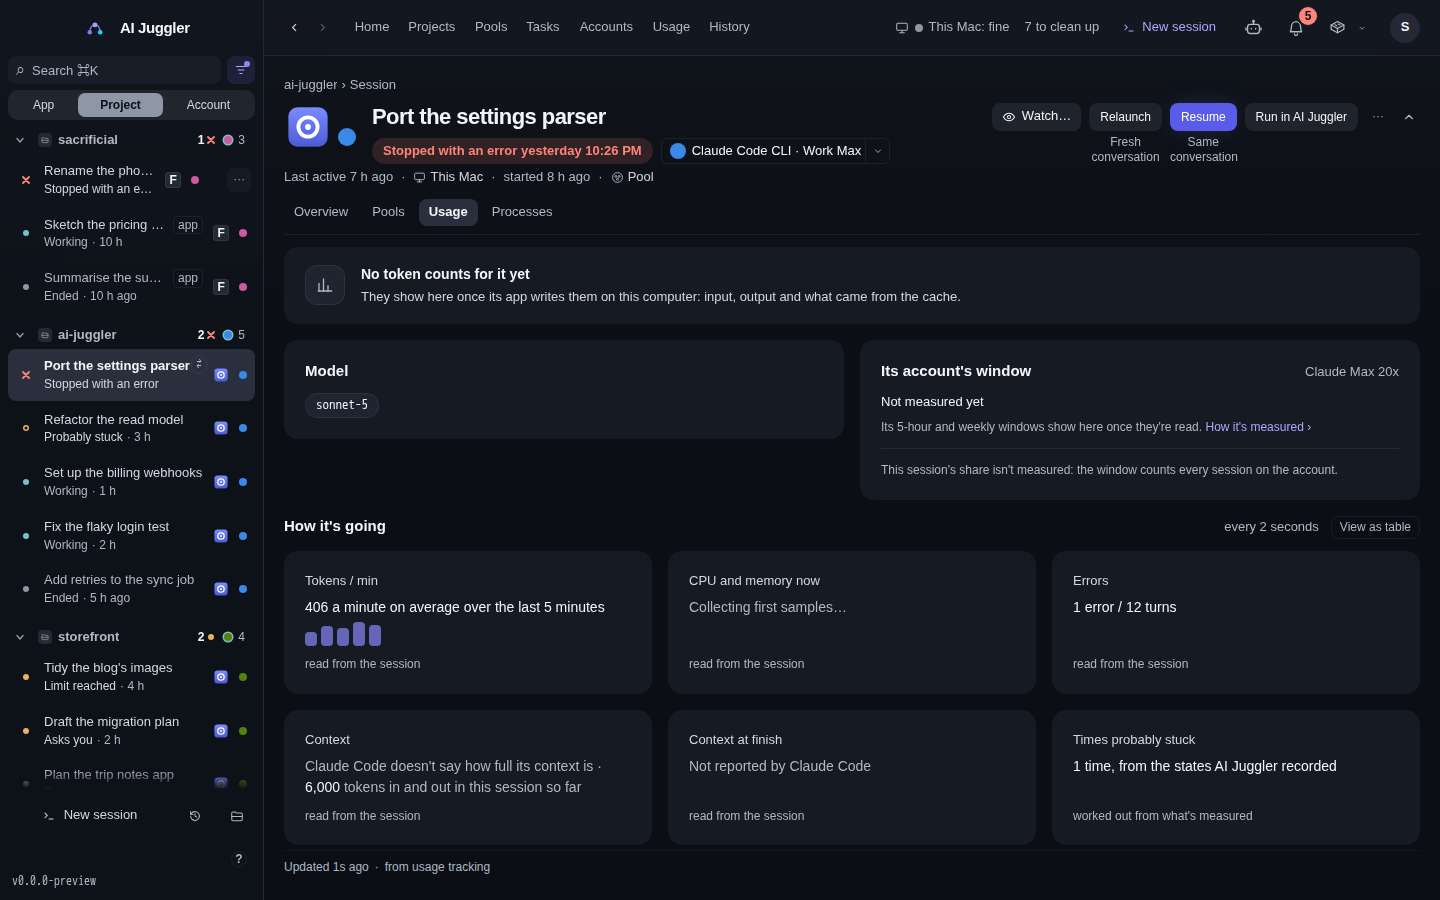 AI Juggler
Search ⌘K
App Project Account
sacrificial 1 3
Rename the pho…
Stopped with an e…
F
Sketch the pricing … app
Working · 10 h
F
Summarise the su… app
Ended · 10 h ago
F
ai-juggler 2 5
Port the settings parser
Stopped with an error
Refactor the read model
Probably stuck · 3 h
Set up the billing webhooks
Working · 1 h
Fix the flaky login test
Working · 2 h
Add retries to the sync job
Ended · 5 h ago
storefront 2 4
Tidy the blog's images
Limit reached · 4 h
Draft the migration plan
Asks you · 2 h
Plan the trip notes app
New session
?
v0.0.0-preview
Home Projects Pools Tasks Accounts Usage History
This Mac: fine 7 to clean up New session 5 S
ai-juggler › Session
Port the settings parser
Stopped with an error yesterday 10:26 PM Claude Code CLI · Work Max
Last active 7 h ago · This Mac · started 8 h ago · Pool
Watch… Relaunch Resume Run in AI Juggler ···
Fresh conversation
Same conversation
Overview Pools Usage Processes
No token counts for it yet
They show here once its app writes them on this computer: input, output and what came from the cache.
Model
sonnet-5
Its account's window Claude Max 20x
Not measured yet
Its 5-hour and weekly windows show here once they're read. How it's measured ›
This session's share isn't measured: the window counts every session on the account.
How it's going every 2 seconds View as table
Tokens / min
406 a minute on average over the last 5 minutes
read from the session
CPU and memory now
Collecting first samples…
read from the session
Errors
1 error / 12 turns
read from the session
Context
Claude Code doesn't say how full its context is ·
6,000 tokens in and out in this session so far
read from the session
Context at finish
Not reported by Claude Code
read from the session
Times probably stuck
1 time, from the states AI Juggler recorded
worked out from what's measured
Updated 1s ago · from usage tracking